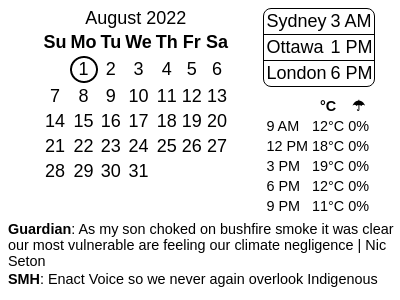 August 2022
Su Mo Tu We Th Fr Sa
1 2 3 4 5 6
7 8 9 10 11 12 13
14 15 16 17 18 19 20
21 22 23 24 25 26 27
28 29 30 31
Sydney 3 AM
Ottawa 1 PM
London 6 PM
°C ☂
9 AM 12°C 0%
12 PM 18°C 0%
3 PM 19°C 0%
6 PM 12°C 0%
9 PM 11°C 0%
Guardian: As my son choked on bushfire smoke it was clear
our most vulnerable are feeling our climate negligence | Nic
Seton
SMH: Enact Voice so we never again overlook Indigenous